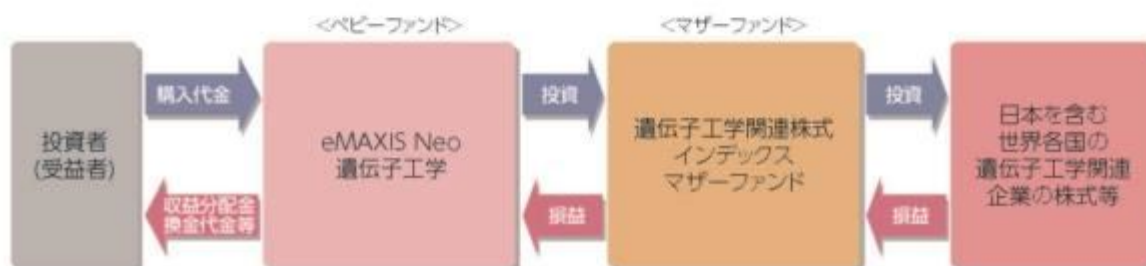 <ベビーファンド>
<マザーファンド>
投資者
(受益者)
購入代金
収益分配金
換金代金等
eMAXIS Neo
遺伝子工学
投資
損益
遺伝子工学関連株式
インデックス
マザーファンド
投資
損益
日本を含む
世界各国の
遺伝子工学関連
企業の株式等